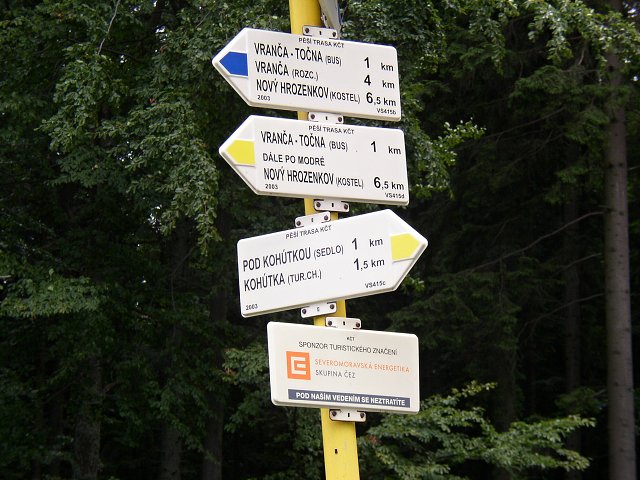 PĚŠÍ TRASA KČT
VRANČA - TOČNA (BUS) 1 km
VRANČA (ROZC.) 4 km
NOVÝ HROZENKOV (KOSTEL) 6,5 km
2003 VS415b
PĚŠÍ TRASA KČT
VRANČA - TOČNA (BUS) 1 km
DÁLE PO MODRÉ
NOVÝ HROZENKOV (KOSTEL) 6,5 km
2003 VS415d
PĚŠÍ TRASA KČT
POD KOHÚTKOU (SEDLO) 1 km
KOHÚTKA (TUR.CH.) 1,5 km
2003 VS415c
KČT
SPONZOR TURISTICKÉHO ZNAČENÍ
SEVEROMORAVSKÁ ENERGETIKA
SKUPINA ČEZ
POD NAŠÍM VEDENÍM SE NEZTRATÍTE